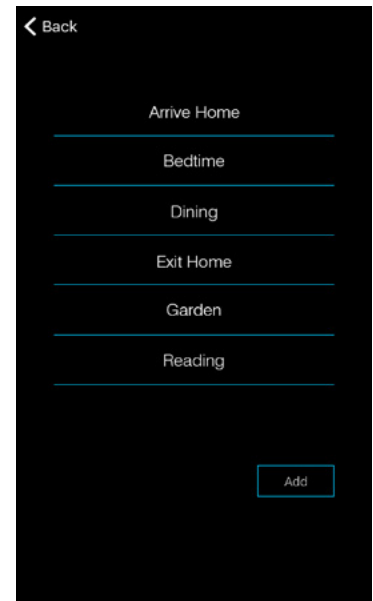 Back
Arrive Home
Bedtime
Dining
Exit Home
Garden
Reading
Add